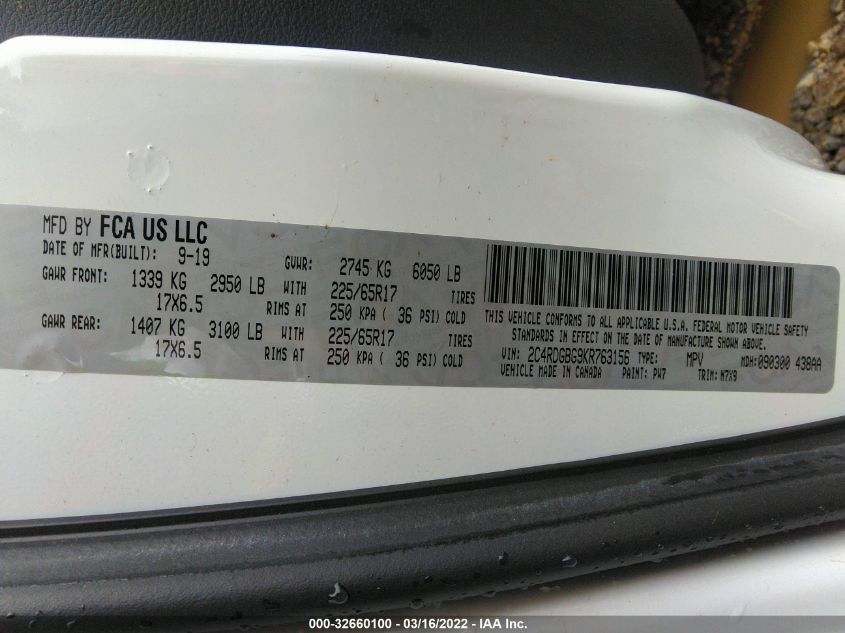 MFD BY FCA US LLC
DATE OF MFR(BUILT): 9-19 GVWR: 2745 KG 6050 LB
GAWR FRONT: 1339 KG 2950 LB WITH 225/65R17 TIRES
17X6.5 RIMS AT 250 KPA ( 36 PSI) COLD
GAWR REAR: 1407 KG 3100 LB WITH 225/65R17 TIRES
17X6.5 RIMS AT 250 KPA ( 36 PSI) COLD
THIS VEHICLE CONFORMS TO ALL APPLICABLE U.S.A. FEDERAL MOTOR VEHICLE SAFETY
STANDARDS IN EFFECT ON THE DATE OF MANUFACTURE SHOWN ABOVE.
VIN: 2C4RDGBG9KR763156 TYPE: MPV MDH:090300 438AA
VEHICLE MADE IN CANADA PAINT: PW7 TRIM: N7X9
000-32660100 - 03/16/2022 - IAA Inc.